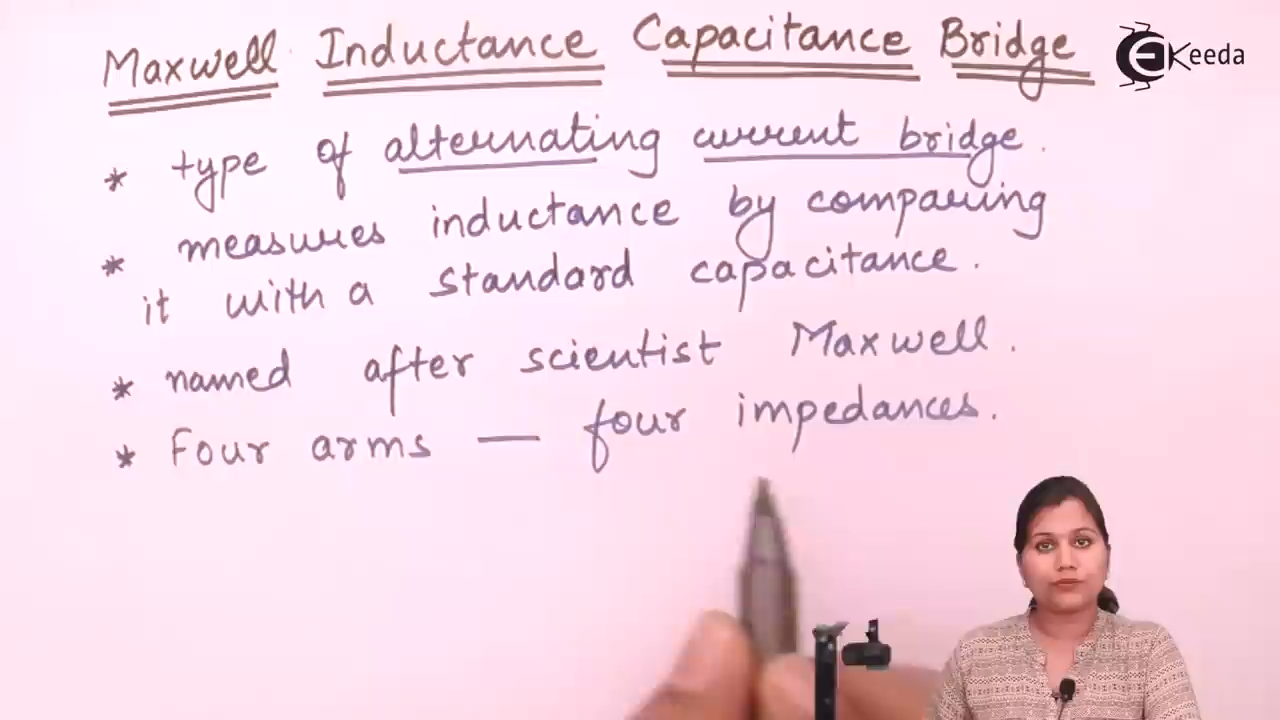 Maxwell Inductance Capacitance Bridge
EKeeda
* type of alternating current bridge.
* measures inductance by comparing
it with a standard capacitance.
* named after scientist Maxwell.
* Four arms — four impedances.